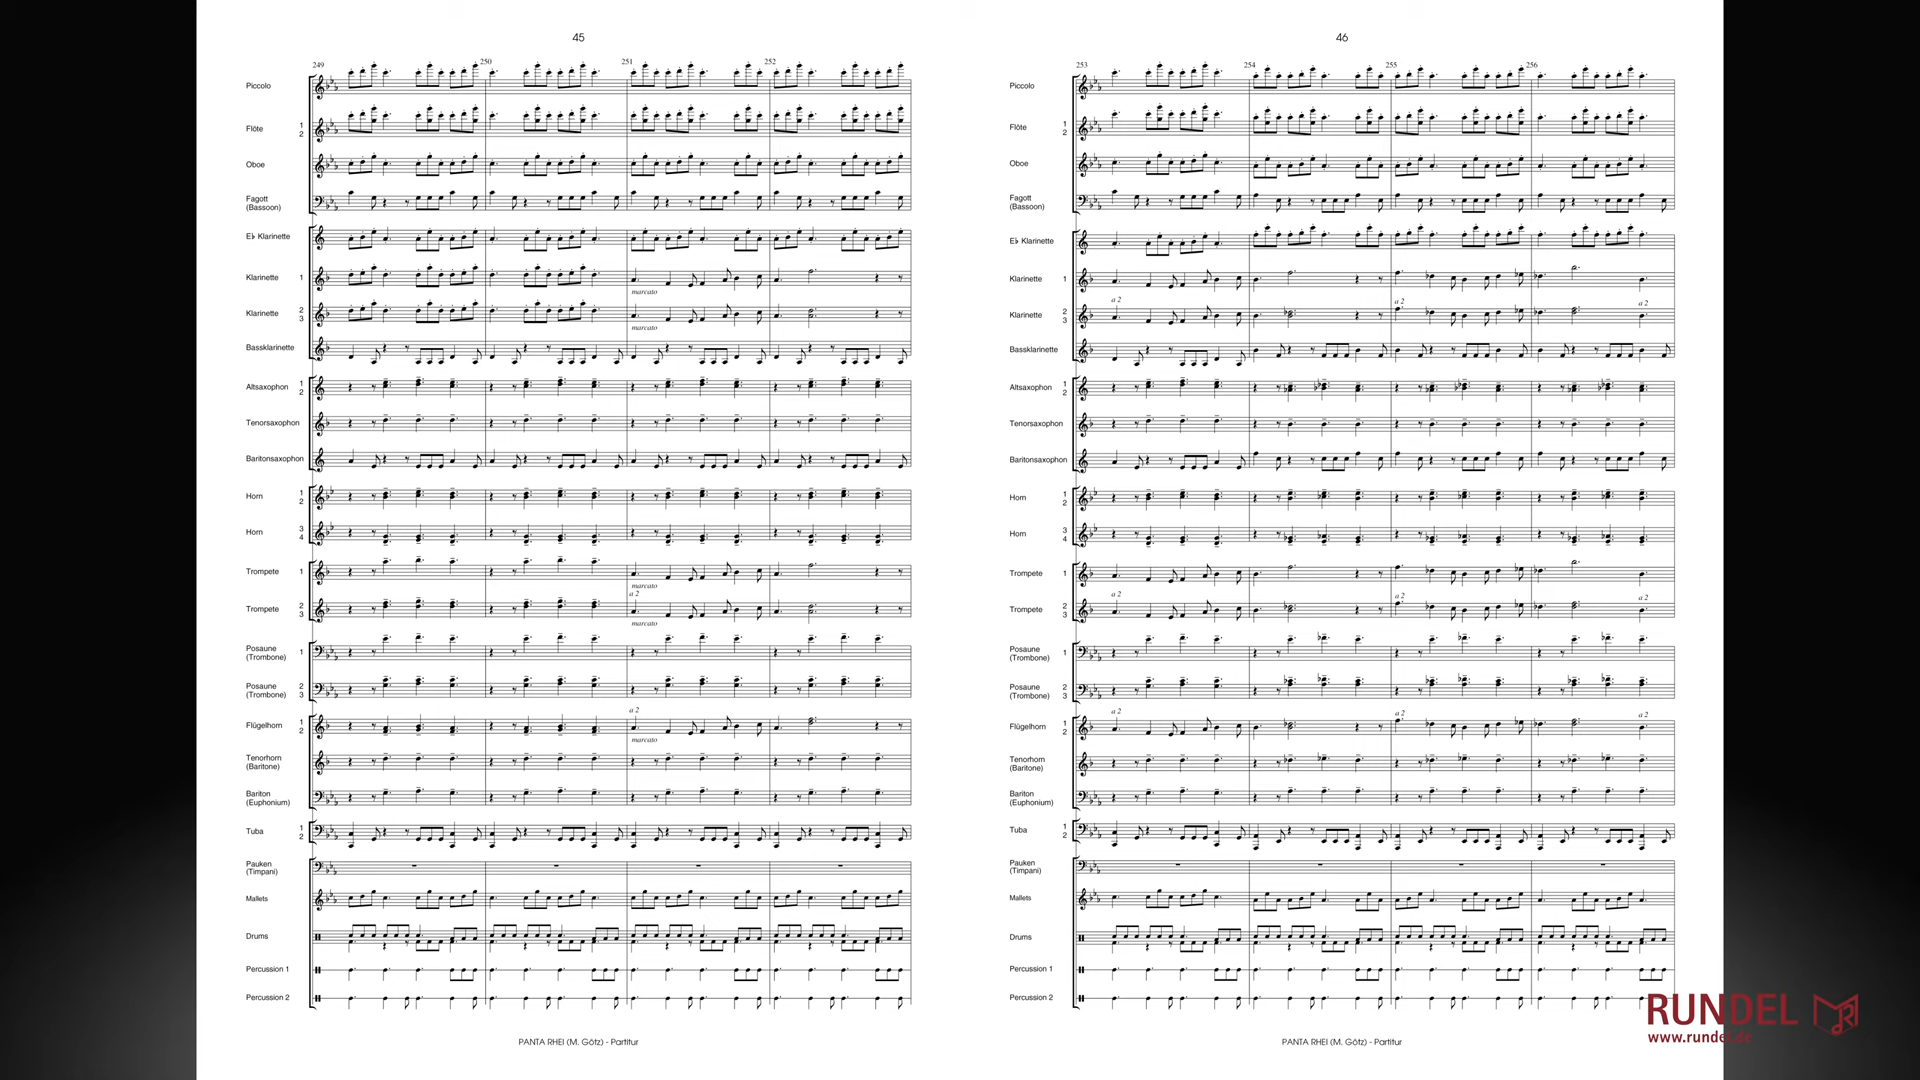 45
249 250 251 252
Piccolo
Flöte 1 2
Oboe
Fagott
(Bassoon)
E♭ Klarinette
Klarinette 1
marcato
Klarinette 2 3
marcato
Bassklarinette
Altsaxophon 1 2
Tenorsaxophon
Baritonsaxophon
Horn 1 2
Horn 3 4
Trompete 1
marcato
a 2
Trompete 2 3
marcato
Posaune
(Trombone) 1
Posaune
(Trombone) 2 3
a 2
Flügelhorn 1 2
marcato
Tenorhorn
(Baritone)
Bariton
(Euphonium)
Tuba 1 2
Pauken
(Timpani)
Mallets
Drums
Percussion 1
Percussion 2
PANTA RHEI (M. Götz) - Partitur
46
253 254 255 256
Piccolo
Flöte 1 2
Oboe
Fagott
(Bassoon)
E♭ Klarinette
Klarinette 1
a 2 a 2 a 2
Klarinette 2 3
Bassklarinette
Altsaxophon 1 2
Tenorsaxophon
Baritonsaxophon
Horn 1 2
Horn 3 4
Trompete 1
a 2 a 2 a 2
Trompete 2 3
Posaune
(Trombone) 1
Posaune
(Trombone) 2 3
a 2 a 2 a 2
Flügelhorn 1 2
Tenorhorn
(Baritone)
Bariton
(Euphonium)
Tuba 1 2
Pauken
(Timpani)
Mallets
Drums
Percussion 1
Percussion 2
PANTA RHEI (M. Götz) - Partitur
RUNDEL
www.rundel.de